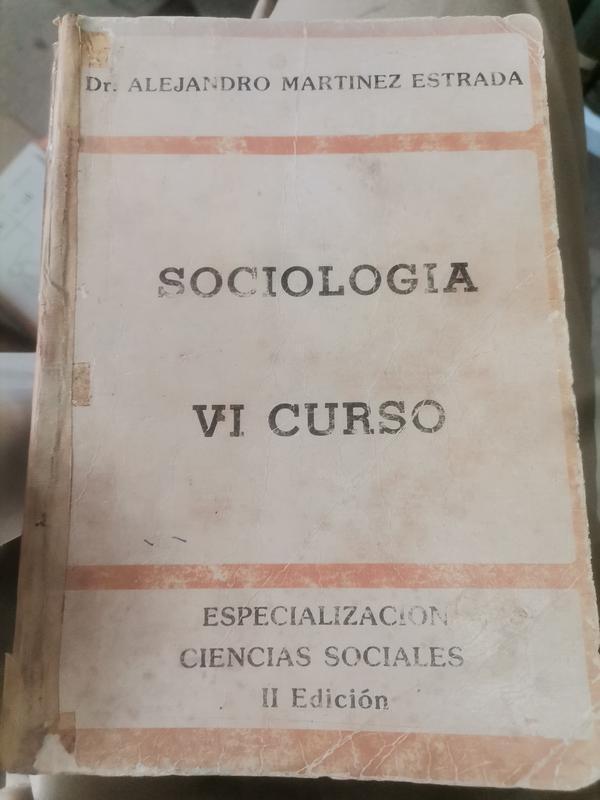 Dr. ALEJANDRO MARTINEZ ESTRADA
SOCIOLOGIA
VI CURSO
ESPECIALIZACION
CIENCIAS SOCIALES
II Edición